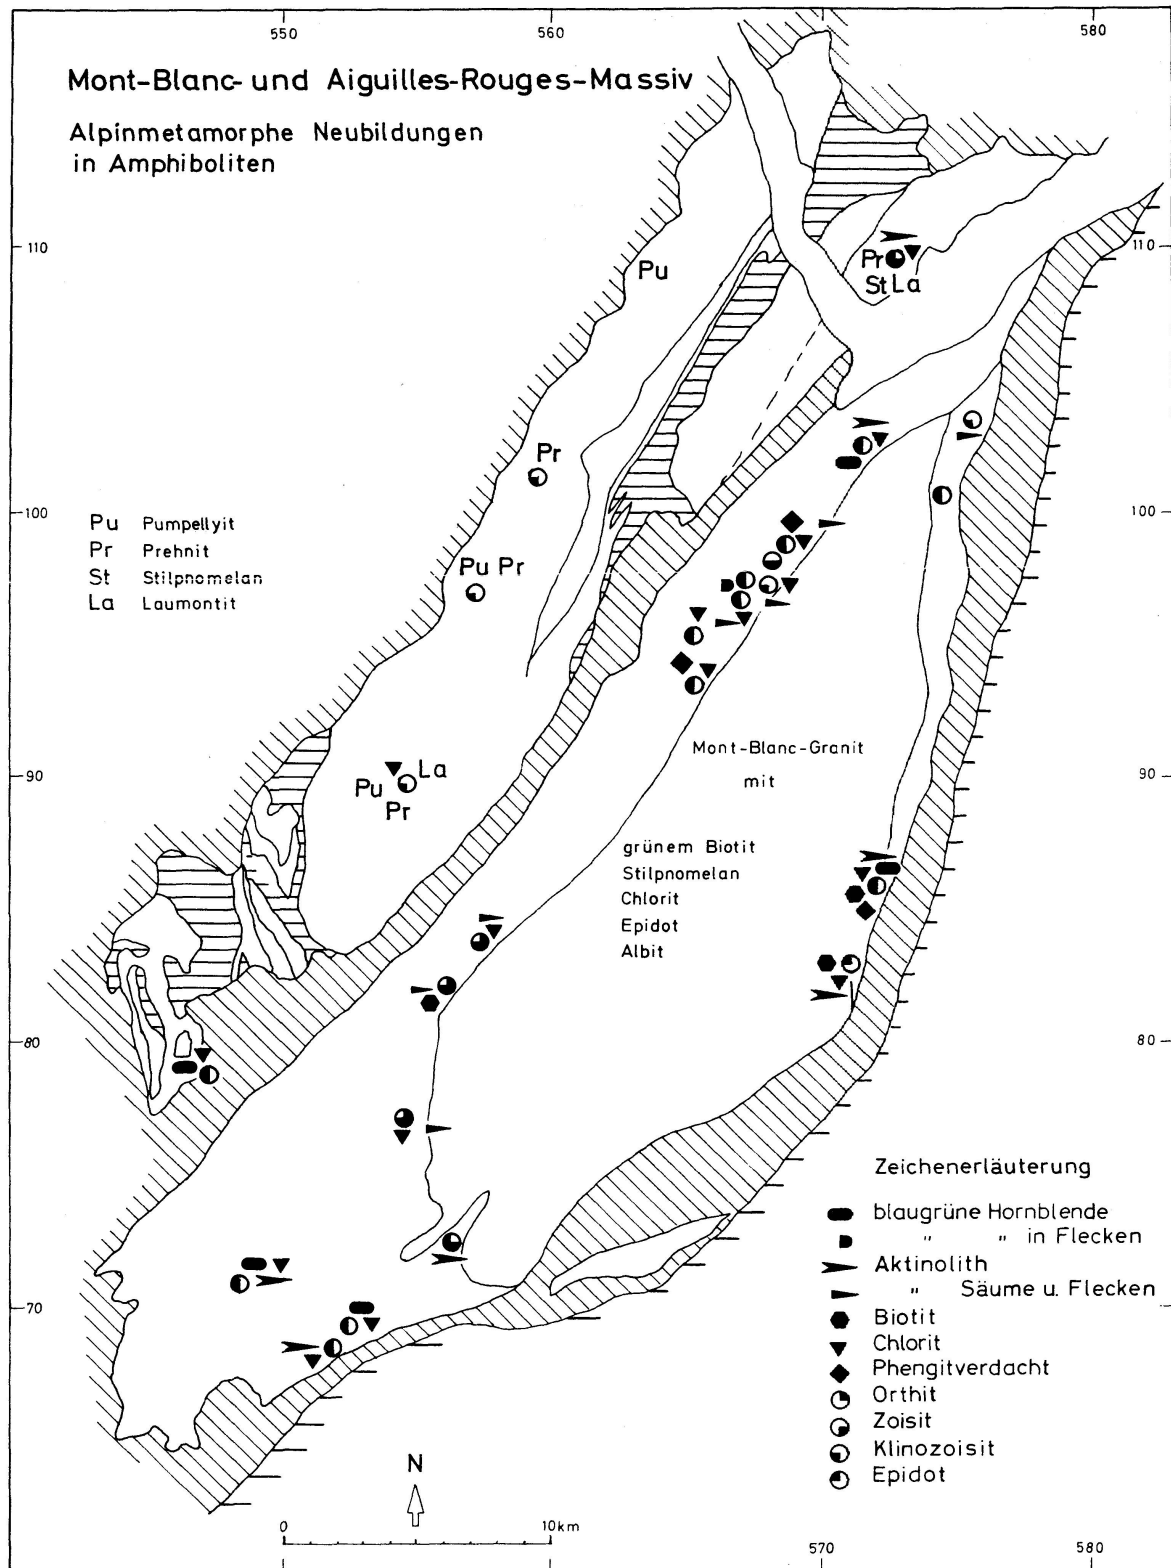 550 560 570 580
Mont-Blanc- und Aiguilles-Rouges-Massiv
Alpinmetamorphe Neubildungen
in Amphiboliten
110 110
Pu
Pr
St La
Pr
100 100
Pu Pumpellyit
Pr Prehnit
St Stilpnomelan
La Laumontit
Pu Pr
Mont-Blanc-Granit
mit
La
Pu
Pr
90 90
grünem Biotit
Stilpnomelan
Chlorit
Epidot
Albit
80 80
Zeichenerläuterung
blaugrüne Hornblende
" " in Flecken
Aktinolith
" Säume u. Flecken
70
Biotit
Chlorit
Phengitverdacht
Orthit
Zoisit
Klinozoisit
Epidot
N
0 10km
570 580